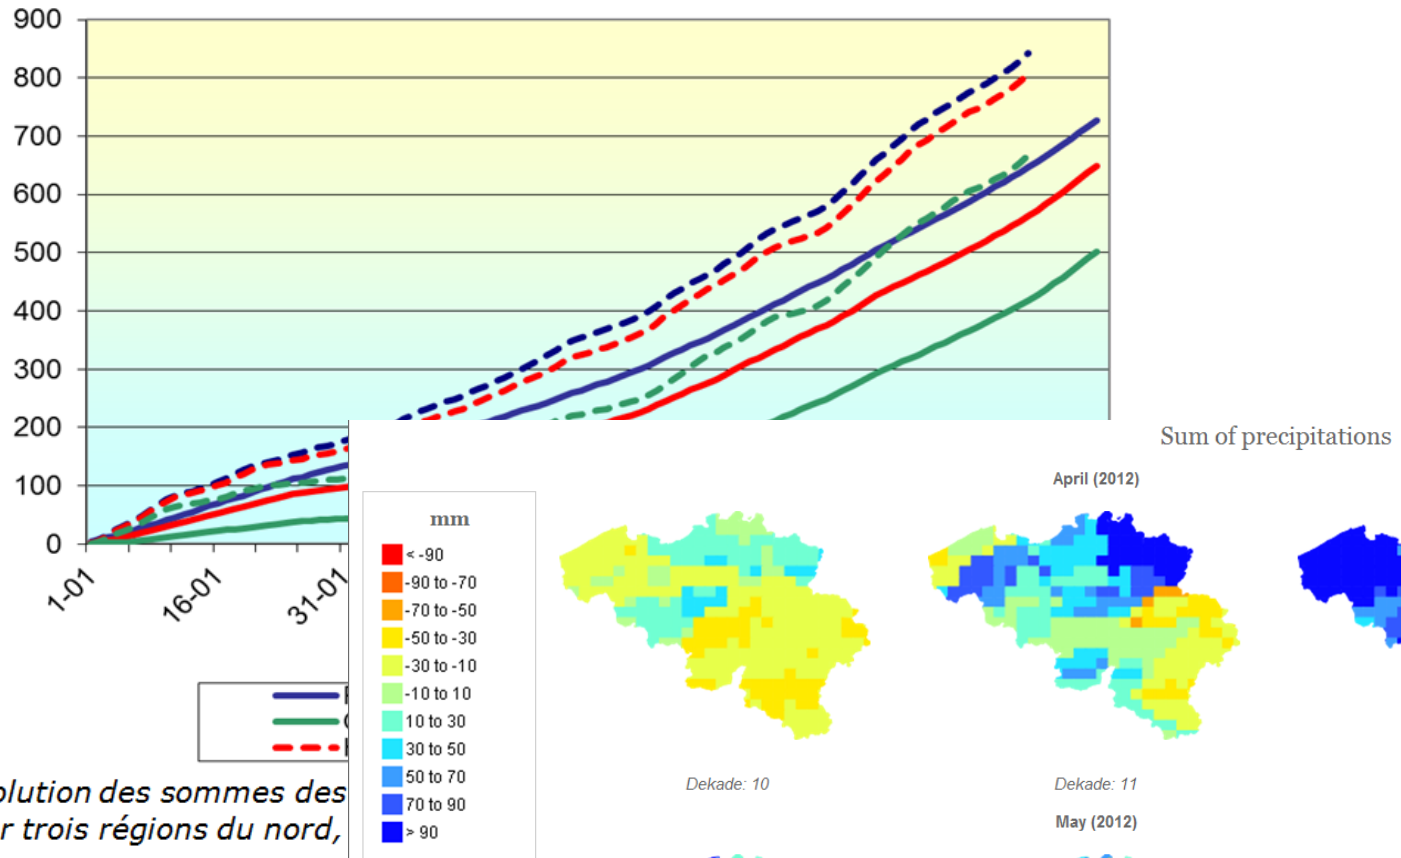 900
800
700
600
500
400
300
200
100
0
1-01
16-01
31-01
olution des sommes des
r trois régions du nord,
Sum of precipitations
April (2012)
mm
< -90
-90 to -70
-70 to -50
-50 to -30
-30 to -10
-10 to 10
10 to 30
30 to 50
50 to 70
70 to 90
> 90
Dekade: 10
Dekade: 11
May (2012)